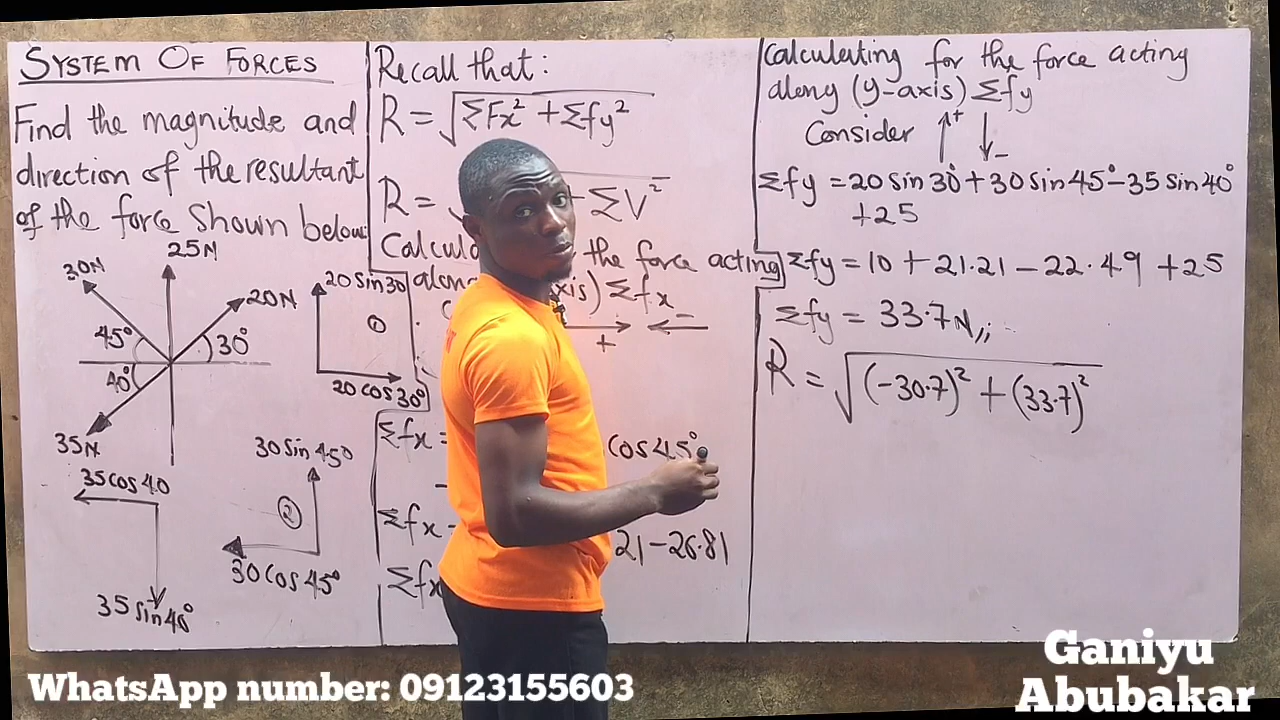 SYSTEM OF FORCES
Find the magnitude and
direction of the resultant
of the force shown below
25N
30N
20N
45°
30°
40°
35N
20 sin 30
①
20 cos 30°
35 cos 40
35 sin 40°
30 sin 45°
②
30 cos 45°
Recall that:
R = √ΣFx² + Σfy²
R = √ + ΣV²
the force acting
along xis) Σfx
+ −
Σfx = cos 45°
−
Σfx 21 − 26.81
Σfx
Calculating for the force acting
along (y-axis) Σfy
Consider ↑+ ↓−
Σfy = 20 sin 30° + 30 sin 45° − 35 sin 40°
+25
Σfy = 10 + 21.21 − 22.49 + 25
Σfy = 33.7N
R = √(-30.7)² + (33.7)²
WhatsApp number: 09123155603
Ganiyu
Abubakar